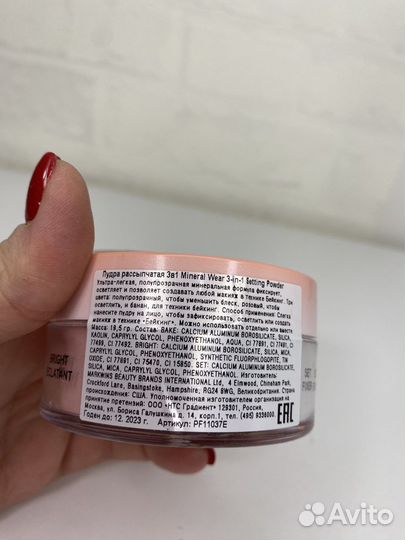 Пудра рассыпчатая 3в1 Mineral Wear 3-in-1 Setting Powder
Ультра-легкая, полупрозрачная минеральная формула фиксирует,
осветляет и позволяет создавать любой макияж в технике бейкинг. Три
цвета: полупрозрачный, чтобы уменьшить блеск, розовый, чтобы
осветлить, и банан, для техники бейкинг. Способ применения: Слегка
нанесите пудру на лицо, чтобы зафиксировать, осветлить или создать
макияж в технике «Бейкинг». Можно использовать отдельно или вместе
Масса: 19,5 гр. Состав: BAKE: CALCIUM ALUMINUM BOROSILICATE, SILICA,
KAOLIN, CAPRYLYL GLYCOL, PHENOXYETHANOL, AQUA, CI 77891, CI 77491, CI
77499, CI 77492. BRIGHT: CALCIUM ALUMINUM BOROSILICATE, SILICA, MICA,
CAPRYLYL GLYCOL, PHENOXYETHANOL, SYNTHETIC FLUORPHLOGOPITE, TIN
OXIDE, CI 77891, CI 75470, CI 15850. SET: CALCIUM ALUMINUM BOROSILICATE,
SILICA, MICA, CAPRYLYL GLYCOL, PHENOXYETHANOL.
MARKWINS BEAUTY BRANDS INTERNATIONAL Ltd, 4 Elmwood, Chineham Park,
Crockford Lane, Basingstoke, Hampshire, RG24 8WG, Великобритания. Страна
происхождения: США. Уполномоченная изготовителем организация на
принятие претензий: ООО «НТС Градиент» 129301, Россия,
Москва, ул. Бориса Галушкина д. 14, корп.1, тел. (495) 9338000.
Годен до: 12. 2023 г. Артикул: PF11037E
EAC
BRIGHT
ECLATANT
SET
Avito